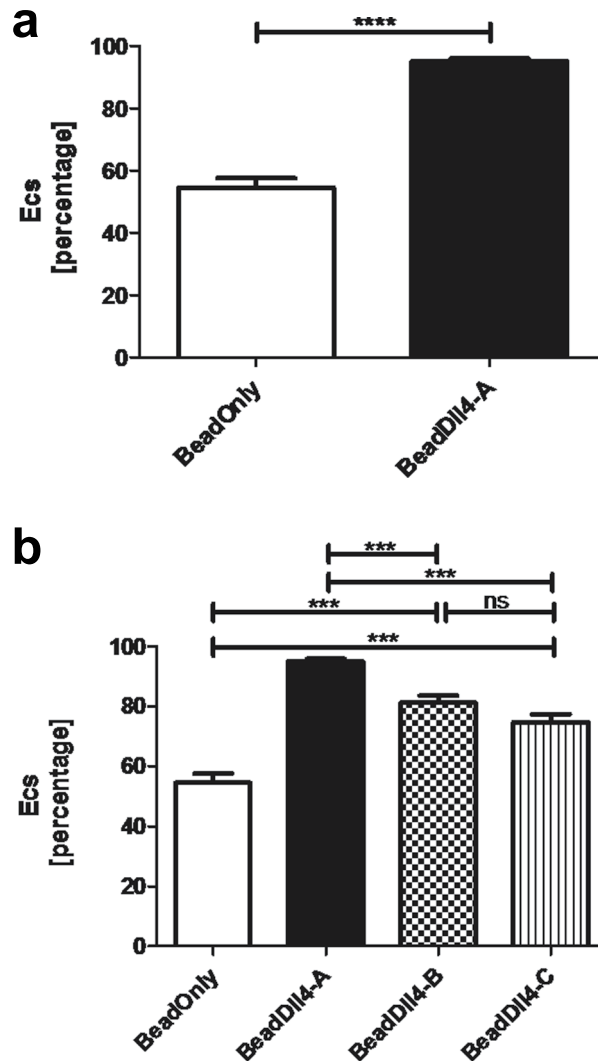 a
****
100
80
60
40
20
0
Ecs
[percentage]
BeadOnly
BeadDll4-A
b
***
***
*** ns
***
100
80
60
40
20
0
Ecs
[percentage]
BeadOnly
BeadDll4-A
BeadDll4-B
BeadDll4-C